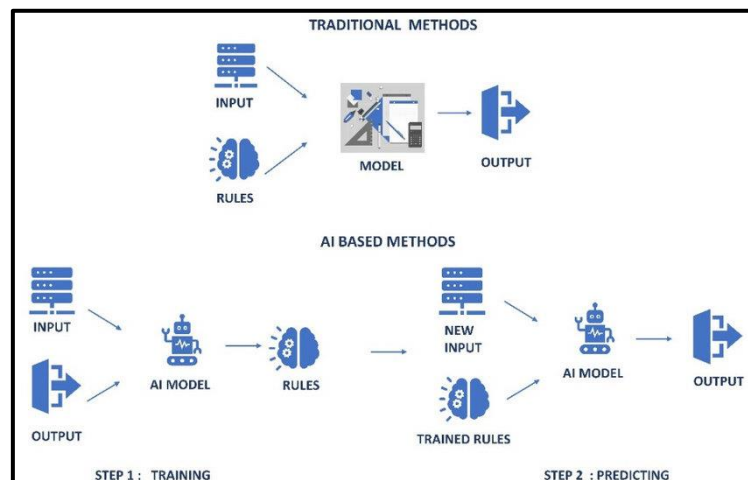 TRADITIONAL METHODS
INPUT
RULES
MODEL
OUTPUT
AI BASED METHODS
INPUT
OUTPUT
AI MODEL
RULES
NEW
INPUT
TRAINED RULES
AI MODEL
OUTPUT
STEP 1 : TRAINING
STEP 2 : PREDICTING